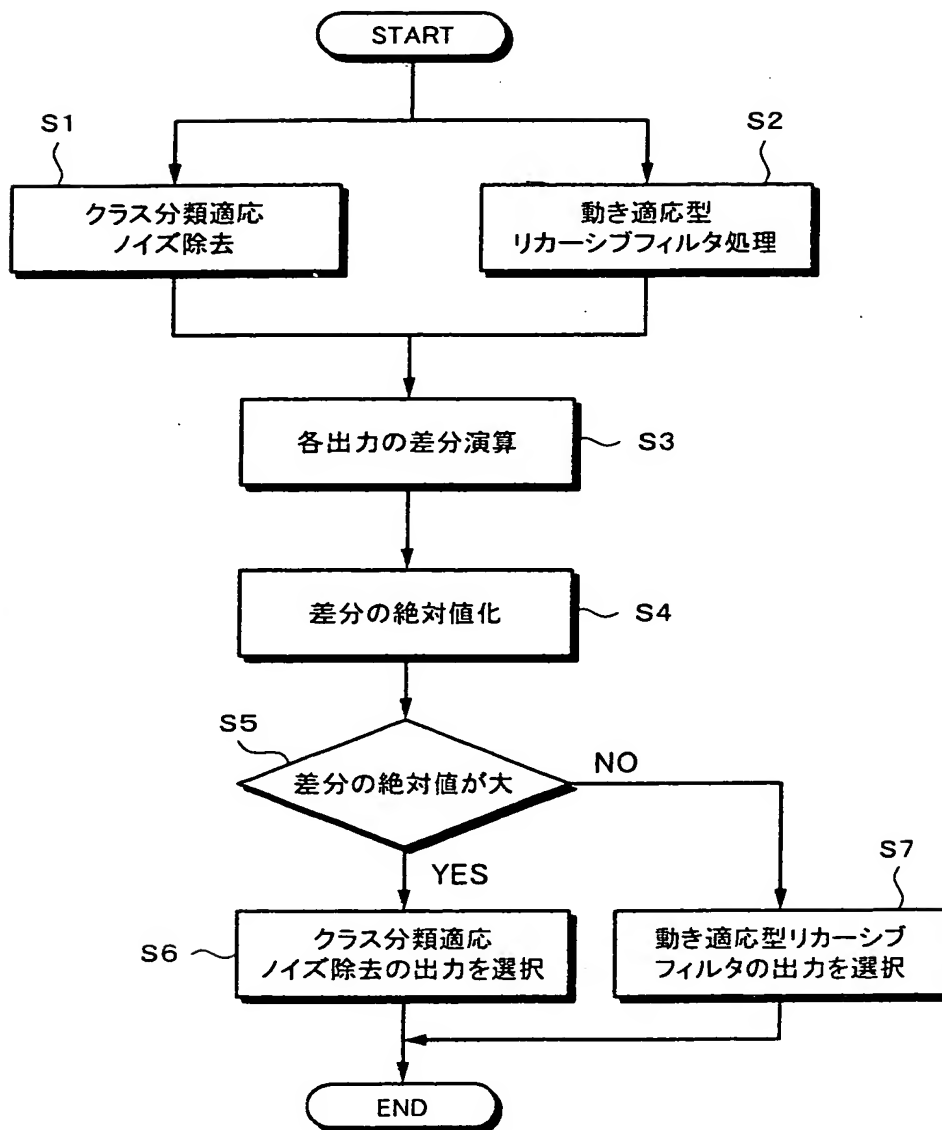 START
S1
S2
クラス分類適応
ノイズ除去
動き適応型
リカーシブフィルタ処理
各出力の差分演算
S3
差分の絶対値化
S4
S5
差分の絶対値が大
NO
YES
S7
S6
クラス分類適応
ノイズ除去の出力を選択
動き適応型リカーシブ
フィルタの出力を選択
END